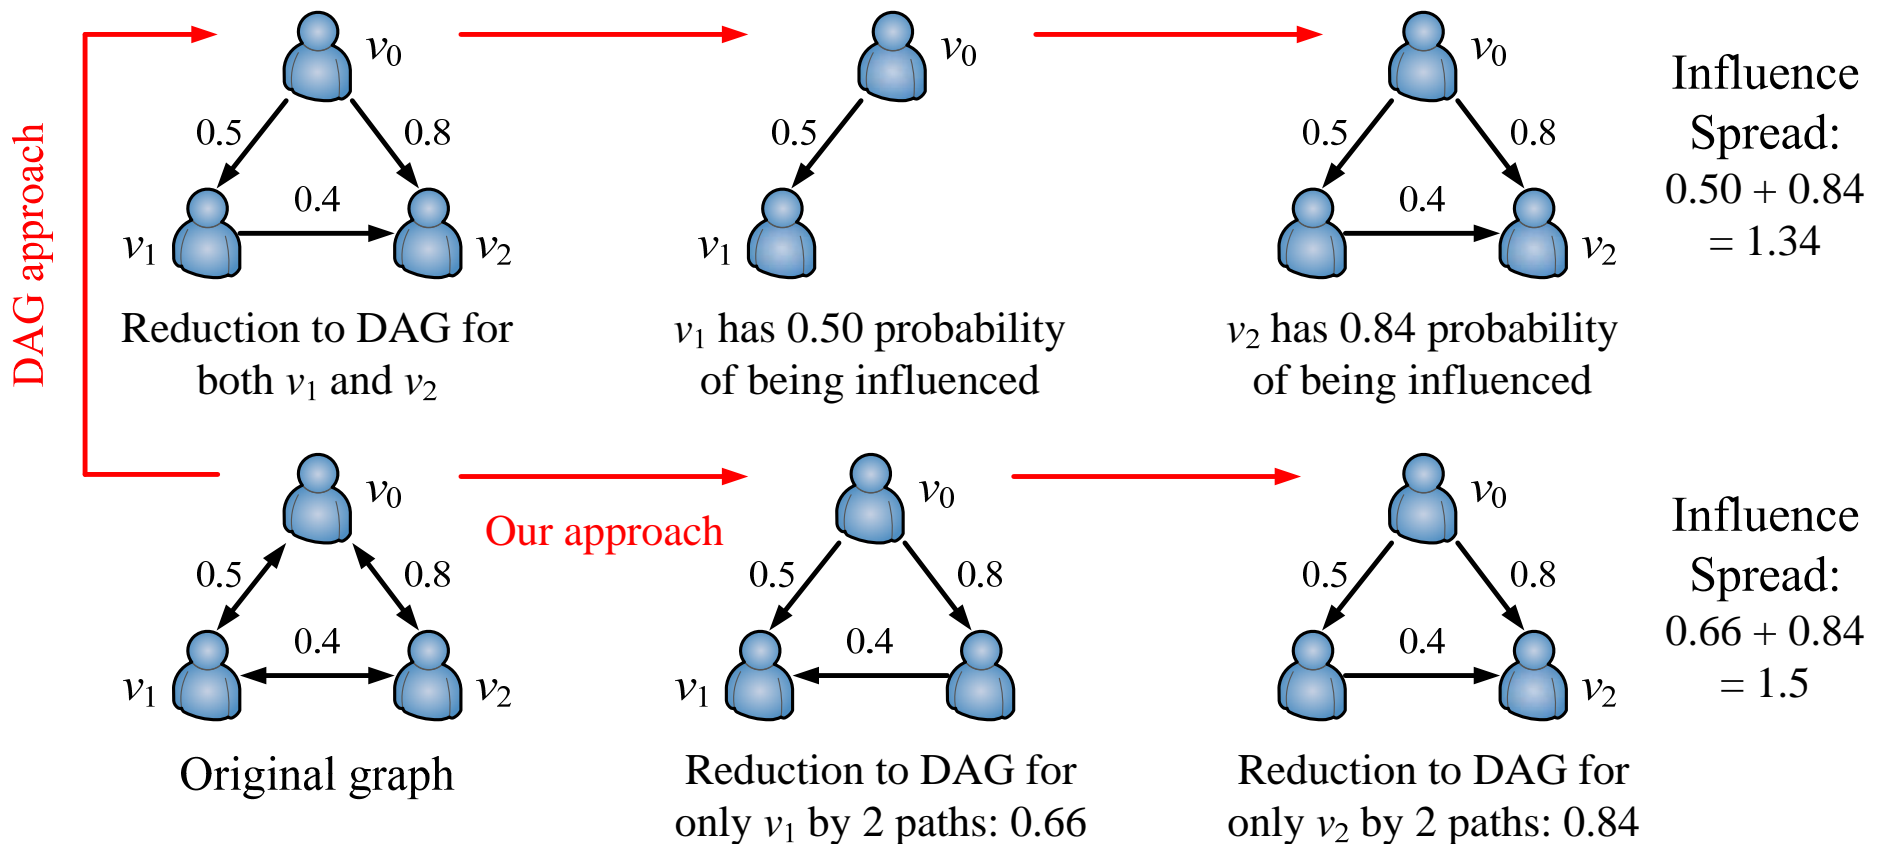 DAG approach
v0
0.5
0.8
0.4
v1
v2
Reduction to DAG for
both v1 and v2
v0
0.5
v1
v1 has 0.50 probability
of being influenced
v0
0.5
0.8
0.4
v2
v2 has 0.84 probability
of being influenced
Influence
Spread:
0.50 + 0.84
= 1.34
v0
0.5
0.8
0.4
v1
v2
Original graph
Our approach
v0
0.5
0.8
0.4
v1
Reduction to DAG for
only v1 by 2 paths: 0.66
v0
0.5
0.8
0.4
v2
Reduction to DAG for
only v2 by 2 paths: 0.84
Influence
Spread:
0.66 + 0.84
= 1.5